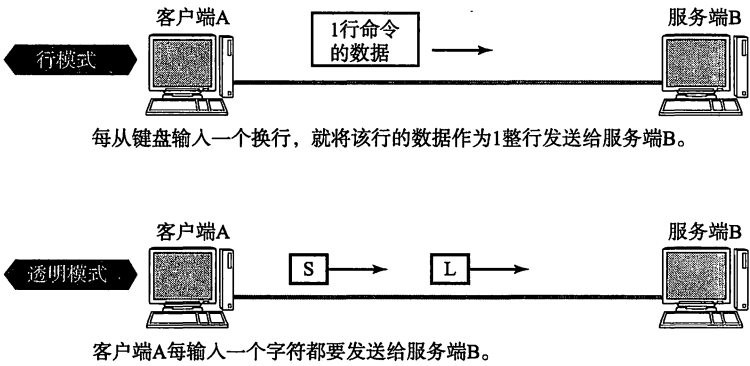 客户端A
服务端B
1行命令
的数据
行模式
每从键盘输入一个换行，就将该行的数据作为1整行发送给服务端B。
客户端A
服务端B
透明模式
S
L
客户端A每输入一个字符都要发送给服务端B。